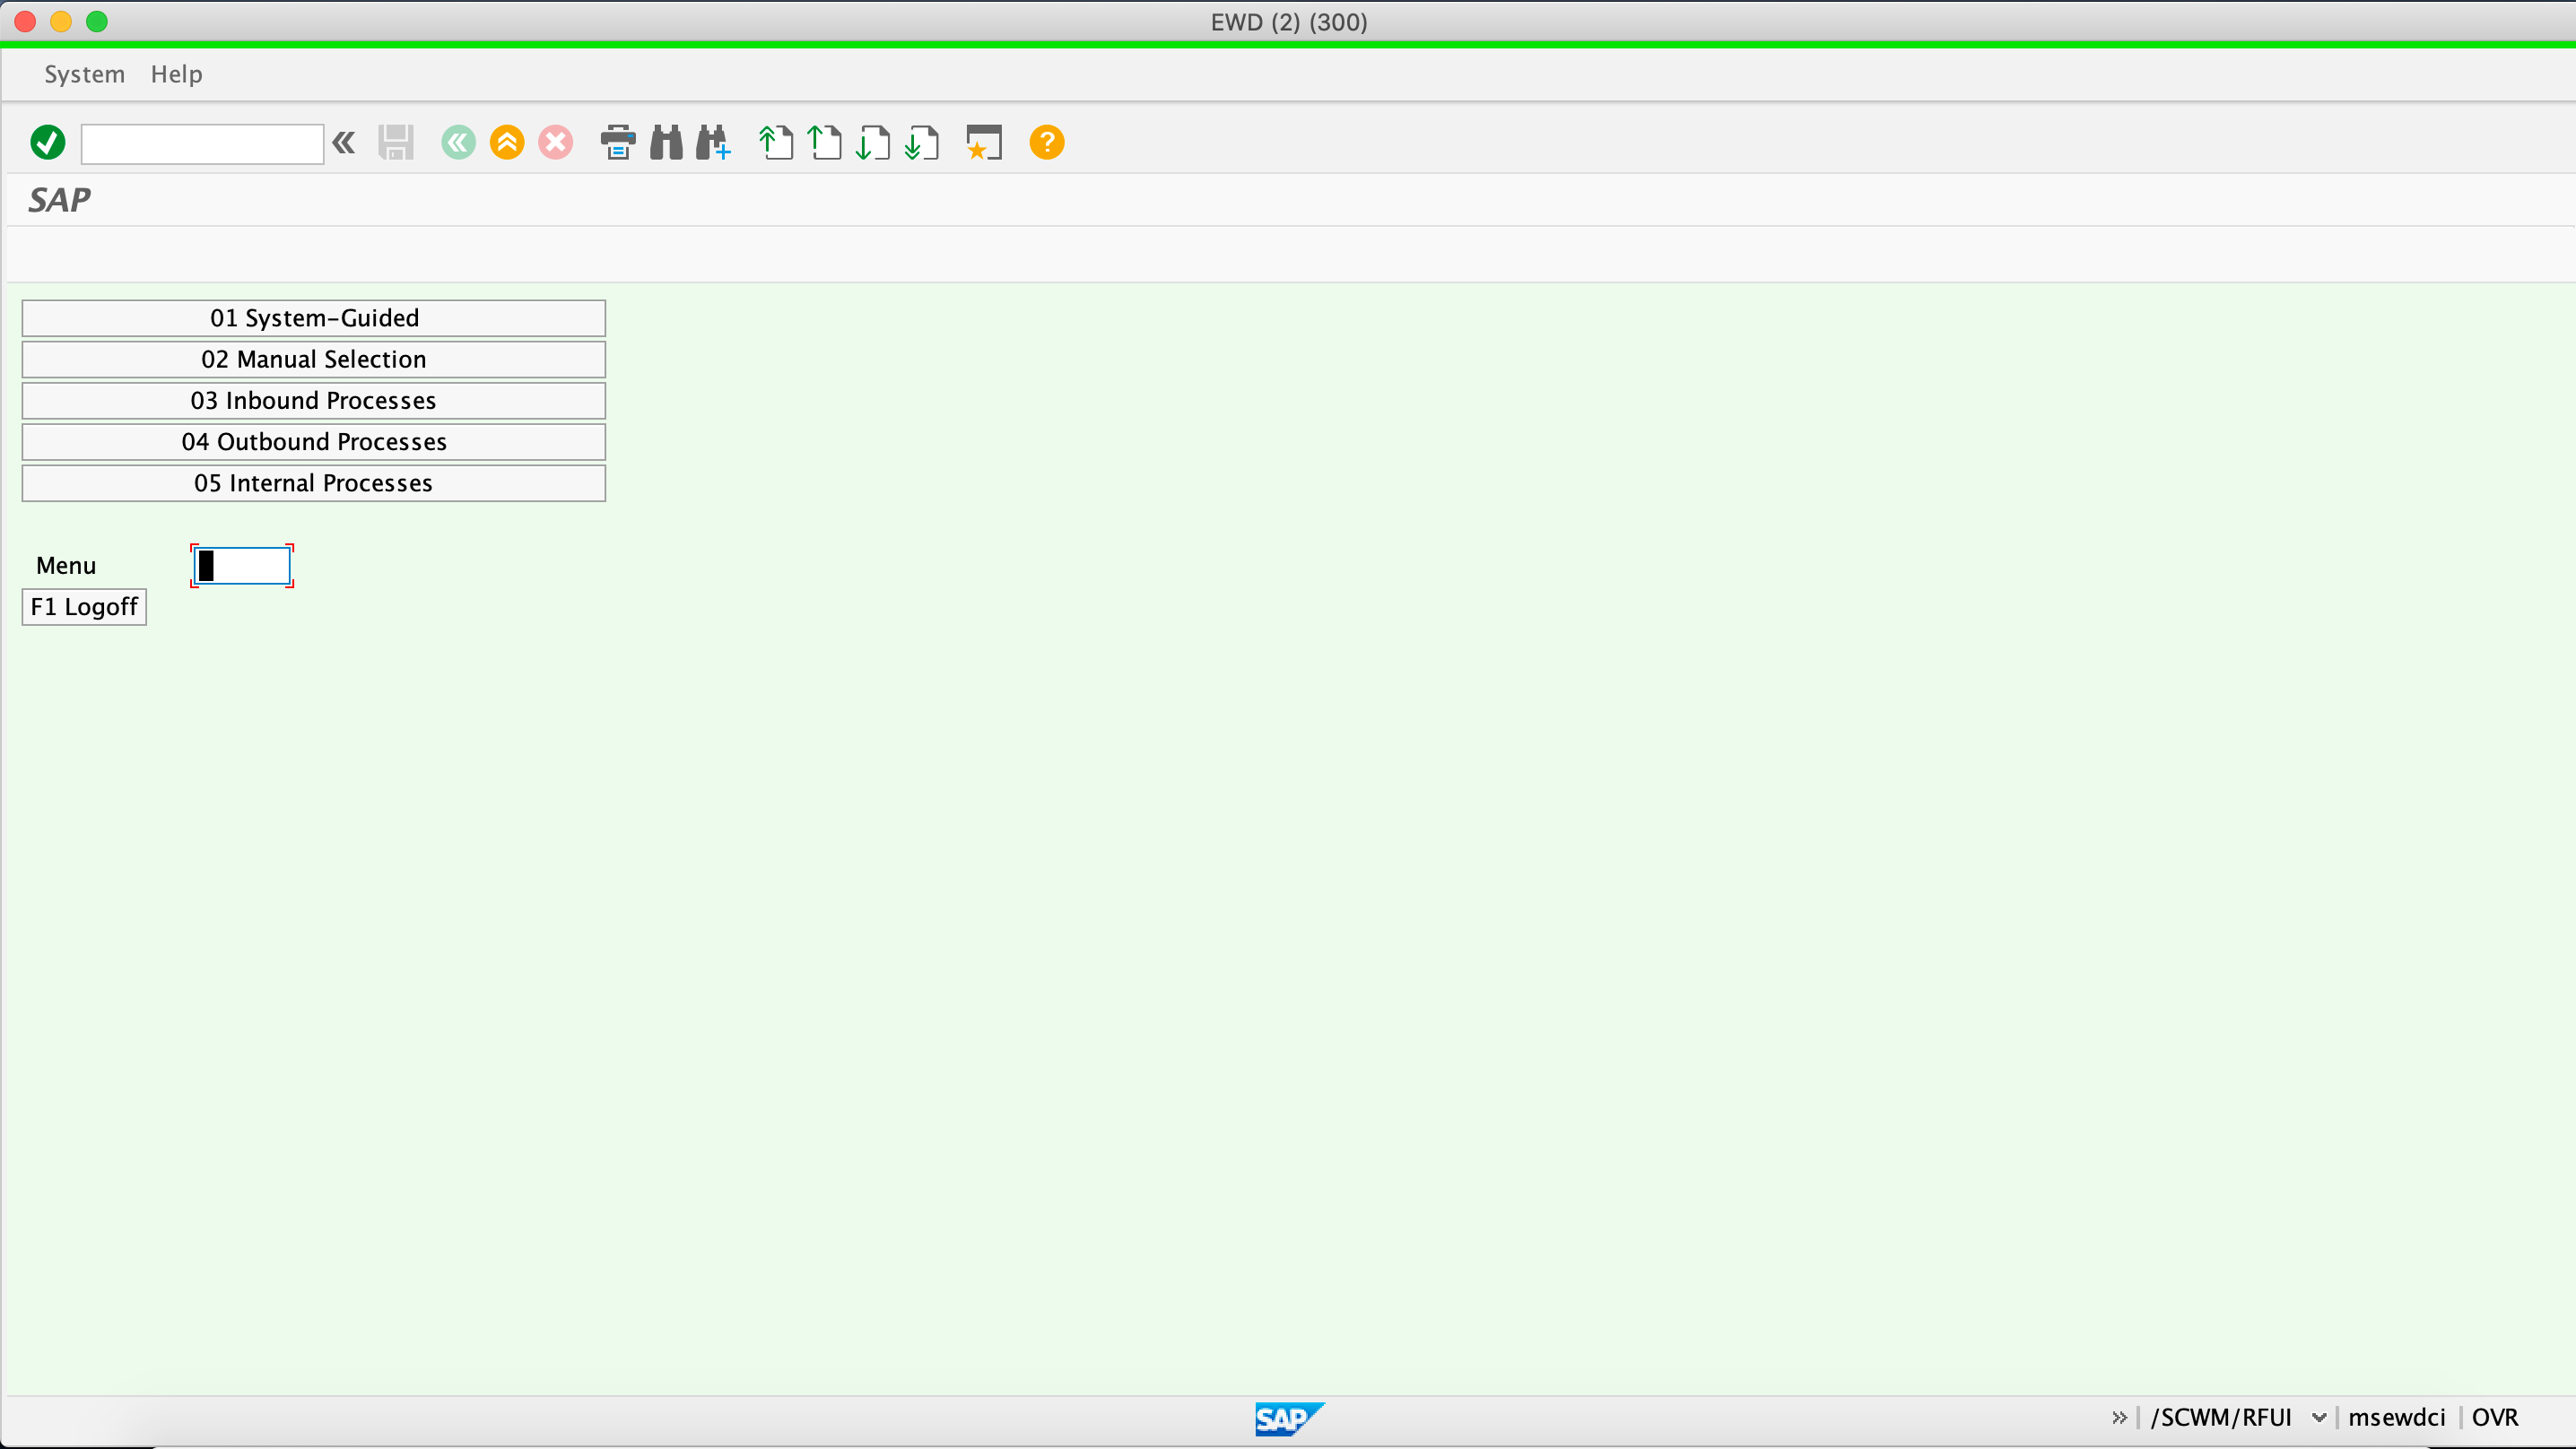 EWD (2) (300)
System Help
SAP
01 System-Guided
02 Manual Selection
03 Inbound Processes
04 Outbound Processes
05 Internal Processes
Menu
F1 Logoff
SAP
/SCWM/RFUI msewdci OVR